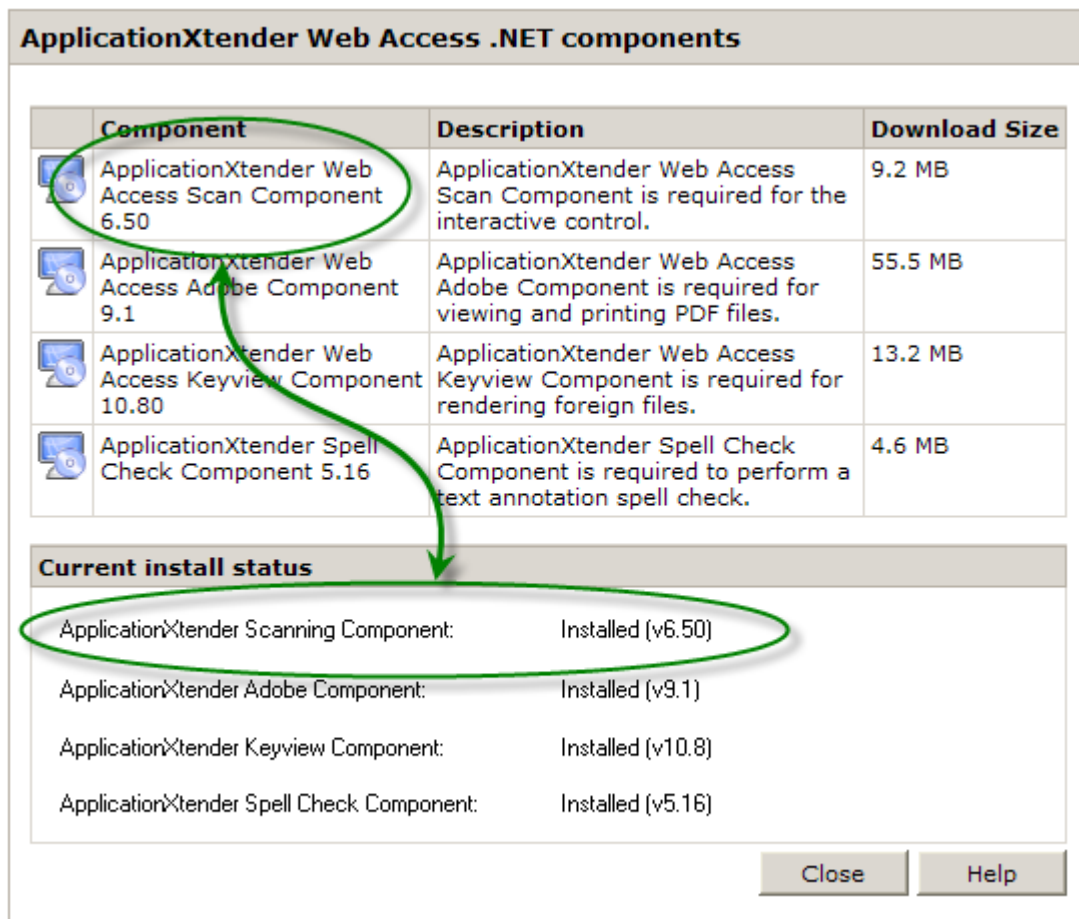 ApplicationXtender Web Access .NET components
Component Description Download Size
ApplicationXtender Web
Access Scan Component
6.50
ApplicationXtender Web Access
Scan Component is required for the
interactive control.
9.2 MB
ApplicationXtender Web
Access Adobe Component
9.1
ApplicationXtender Web Access
Adobe Component is required for
viewing and printing PDF files.
55.5 MB
ApplicationXtender Web
Access Keyview Component
10.80
ApplicationXtender Web Access
Keyview Component is required for
rendering foreign files.
13.2 MB
ApplicationXtender Spell
Check Component 5.16
ApplicationXtender Spell Check
Component is required to perform a
text annotation spell check.
4.6 MB
Current install status
ApplicationXtender Scanning Component: Installed (v6.50)
ApplicationXtender Adobe Component: Installed (v9.1)
ApplicationXtender Keyview Component: Installed (v10.8)
ApplicationXtender Spell Check Component: Installed (v5.16)
Close Help